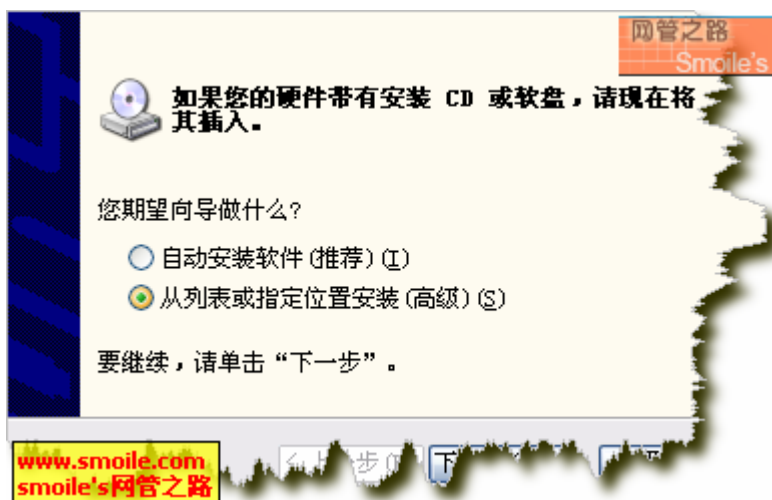 网管之路
Smoile's
如果您的硬件带有安装 CD 或软盘，请现在将
其插入。
您期望向导做什么?
自动安装软件(推荐)(I)
从列表或指定位置安装(高级)(S)
要继续，请单击“下一步”。
下
www.smoile.com
smoile's网管之路